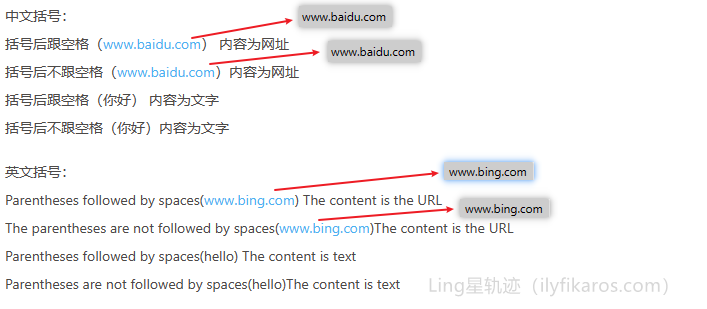 中文括号：
www.baidu.com
括号后跟空格（www.baidu.com） 内容为网址
www.baidu.com
括号后不跟空格（www.baidu.com）内容为网址
括号后跟空格（你好） 内容为文字
括号后不跟空格（你好）内容为文字
英文括号：
www.bing.com
Parentheses followed by spaces(www.bing.com) The content is the URL
www.bing.com
The parentheses are not followed by spaces(www.bing.com)The content is the URL
Parentheses followed by spaces(hello) The content is text
Parentheses are not followed by spaces(hello)The content is text
Ling星轨迹（ilyfikaros.com）